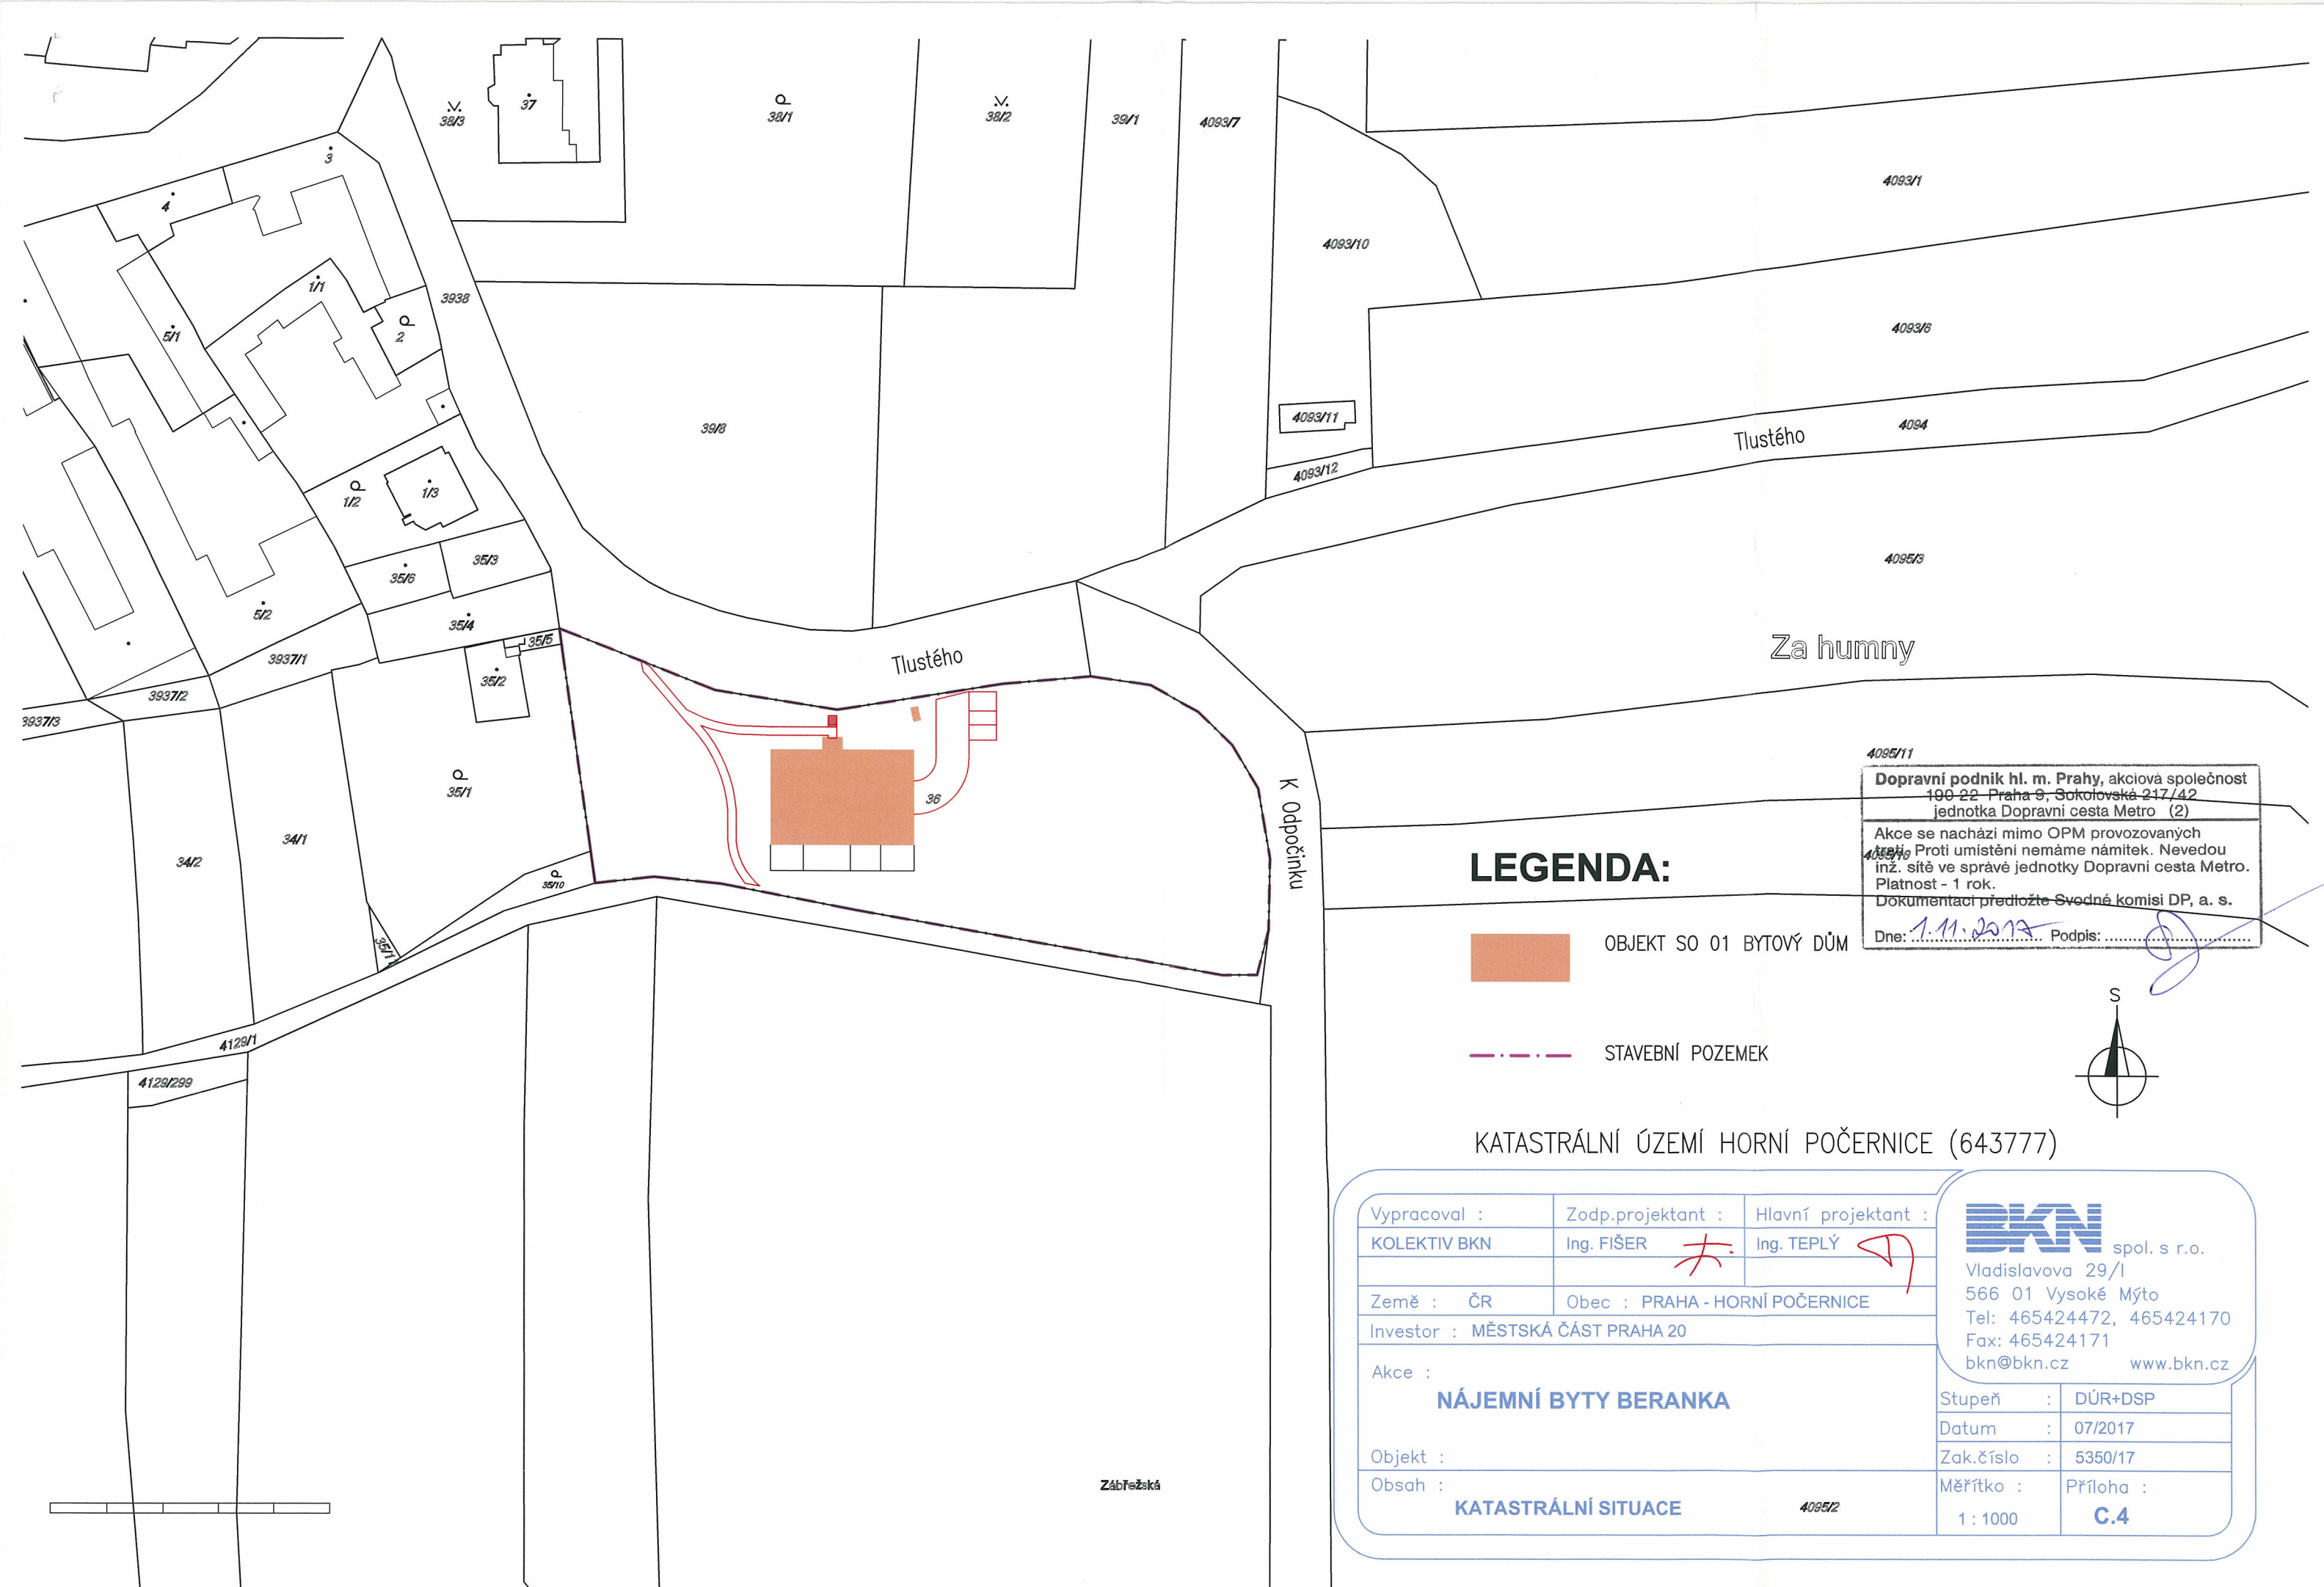 37
38/3
38/1
38/2
39/1
4093/7
3
4093/1
4
4093/10
1/1
3938
5/1
2
4093/6
4093/11
39/8
4094
Tlustého
4093/12
1/2
1/3
35/3
35/6
4095/3
5/2
35/4
35/5
Za humny
3937/1
Tlustého
35/2
3937/2
3937/3
4095/11
35/1
36
K Odpočinku
34/1
34/2
35/10
35/11
4129/1
4129/299
Zábřežská
4095/2
Dopravní podnik hl. m. Prahy, akciová společnost
190 22 Praha 9, Sokolovská 217/42
jednotka Dopravní cesta Metro (2)
Akce se nachází mimo OPM provozovaných
tratí. Proti umístění nemáme námitek. Nevedou
inž. sítě ve správě jednotky Dopravní cesta Metro.
Platnost - 1 rok.
Dokumentaci předložte Svodné komisi DP, a. s.
Dne: 1.11.2017 Podpis:
LEGENDA:
OBJEKT SO 01 BYTOVÝ DŮM
STAVEBNÍ POZEMEK
S
KATASTRÁLNÍ ÚZEMÍ HORNÍ POČERNICE (643777)
Vypracoval : Zodp.projektant : Hlavní projektant :
KOLEKTIV BKN Ing. FIŠER Ing. TEPLÝ
Země : ČR Obec : PRAHA - HORNÍ POČERNICE
Investor : MĚSTSKÁ ČÁST PRAHA 20
Akce :
NÁJEMNÍ BYTY BERANKA
Objekt :
Obsah :
KATASTRÁLNÍ SITUACE
BKN spol. s r.o.
Vladislavova 29/I
566 01 Vysoké Mýto
Tel: 465424472, 465424170
Fax: 465424171
bkn@bkn.cz www.bkn.cz
Stupeň : DÚR+DSP
Datum : 07/2017
Zak.číslo : 5350/17
Měřítko : Příloha :
1 : 1000 C.4